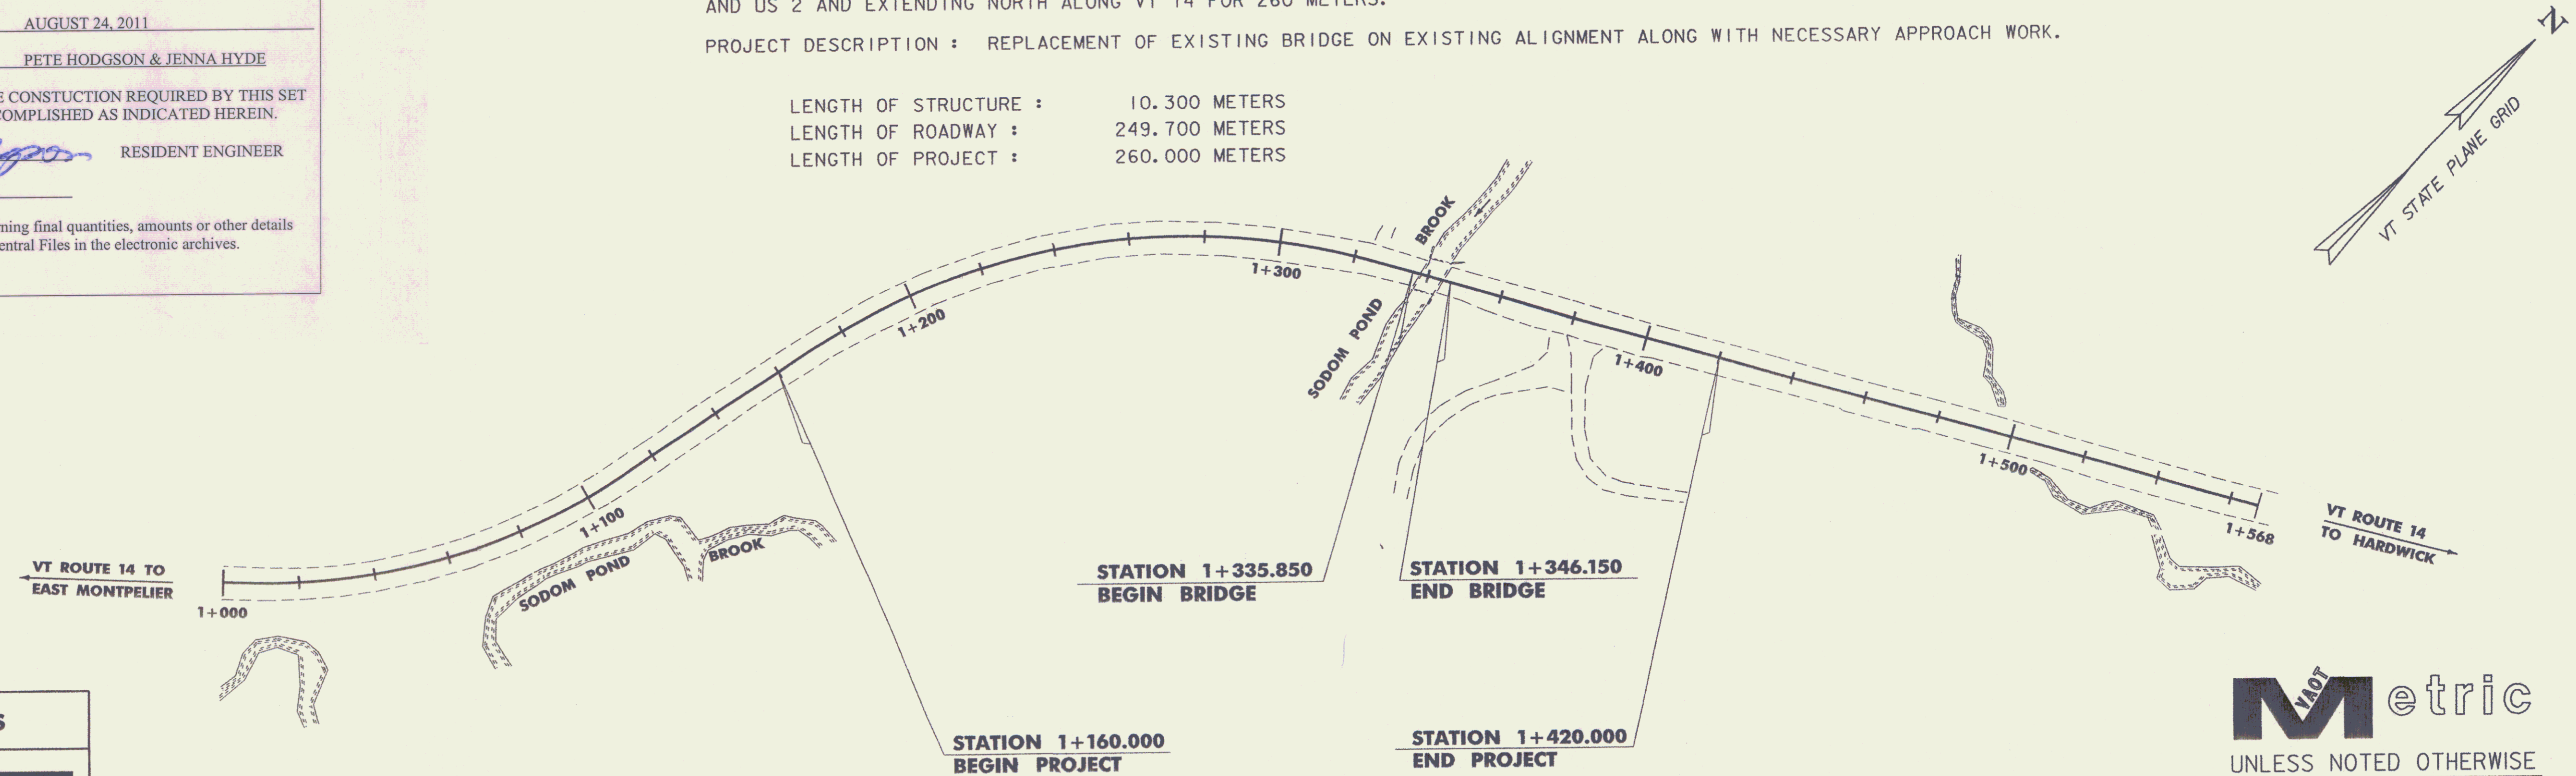 AUGUST 24, 2011
PETE HODGSON & JENNA HYDE
E CONSTUCTION REQUIRED BY THIS SET
COMPLISHED AS INDICATED HEREIN.
RESIDENT ENGINEER
ning final quantities, amounts or other details
entral Files in the electronic archives.
AND US 2 AND EXTENDING NORTH ALONG VT 14 FOR 260 METERS.
PROJECT DESCRIPTION : REPLACEMENT OF EXISTING BRIDGE ON EXISTING ALIGNMENT ALONG WITH NECESSARY APPROACH WORK.
LENGTH OF STRUCTURE : 10.300 METERS
LENGTH OF ROADWAY : 249.700 METERS
LENGTH OF PROJECT : 260.000 METERS
N
VT STATE PLANE GRID
BROOK
SODOM POND
1+300
1+200
1+400
1+100
1+500
1+568
VT ROUTE 14
TO HARDWICK
VT ROUTE 14 TO
EAST MONTPELIER
1+000
SODOM POND
BROOK
STATION 1+335.850
BEGIN BRIDGE
STATION 1+346.150
END BRIDGE
STATION 1+160.000
BEGIN PROJECT
STATION 1+420.000
END PROJECT
S
VAOT
Metric
UNLESS NOTED OTHERWISE